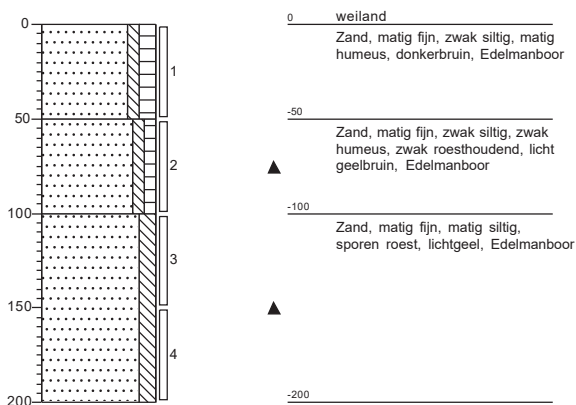 0
50
100
150
200
1
2
3
4
0 weiland
Zand, matig fijn, zwak siltig, matig
humeus, donkerbruin, Edelmanboor
-50
Zand, matig fijn, zwak siltig, zwak
humeus, zwak roesthoudend, licht
geelbruin, Edelmanboor
-100
Zand, matig fijn, matig siltig,
sporen roest, lichtgeel, Edelmanboor
-200